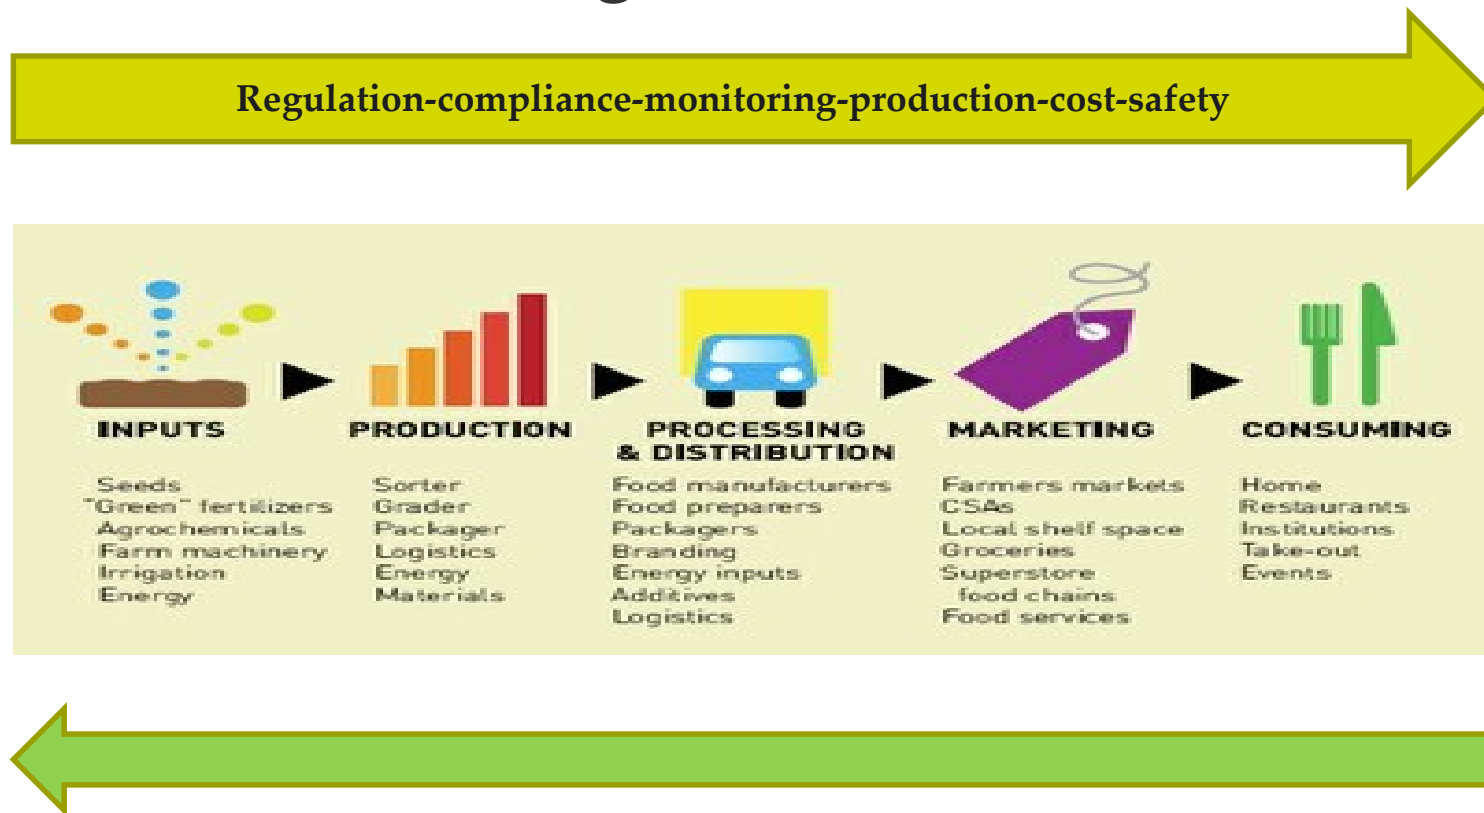 Regulation-compliance-monitoring-production-cost-safety
INPUTS
Seeds
"Green" fertilizers
Agrochemicals
Farm machinery
Irrigation
Energy
PRODUCTION
Sorter
Grader
Packager
Logistics
Energy
Materials
PROCESSING
& DISTRIBUTION
Food manufacturers
Food preparers
Packagers
Branding
Energy inputs
Additives
Logistics
MARKETING
Farmers markets
CSAs
Local shelf space
Groceries
Superstore
food chains
Food services
CONSUMING
Home
Restaurants
Institutions
Take-out
Events